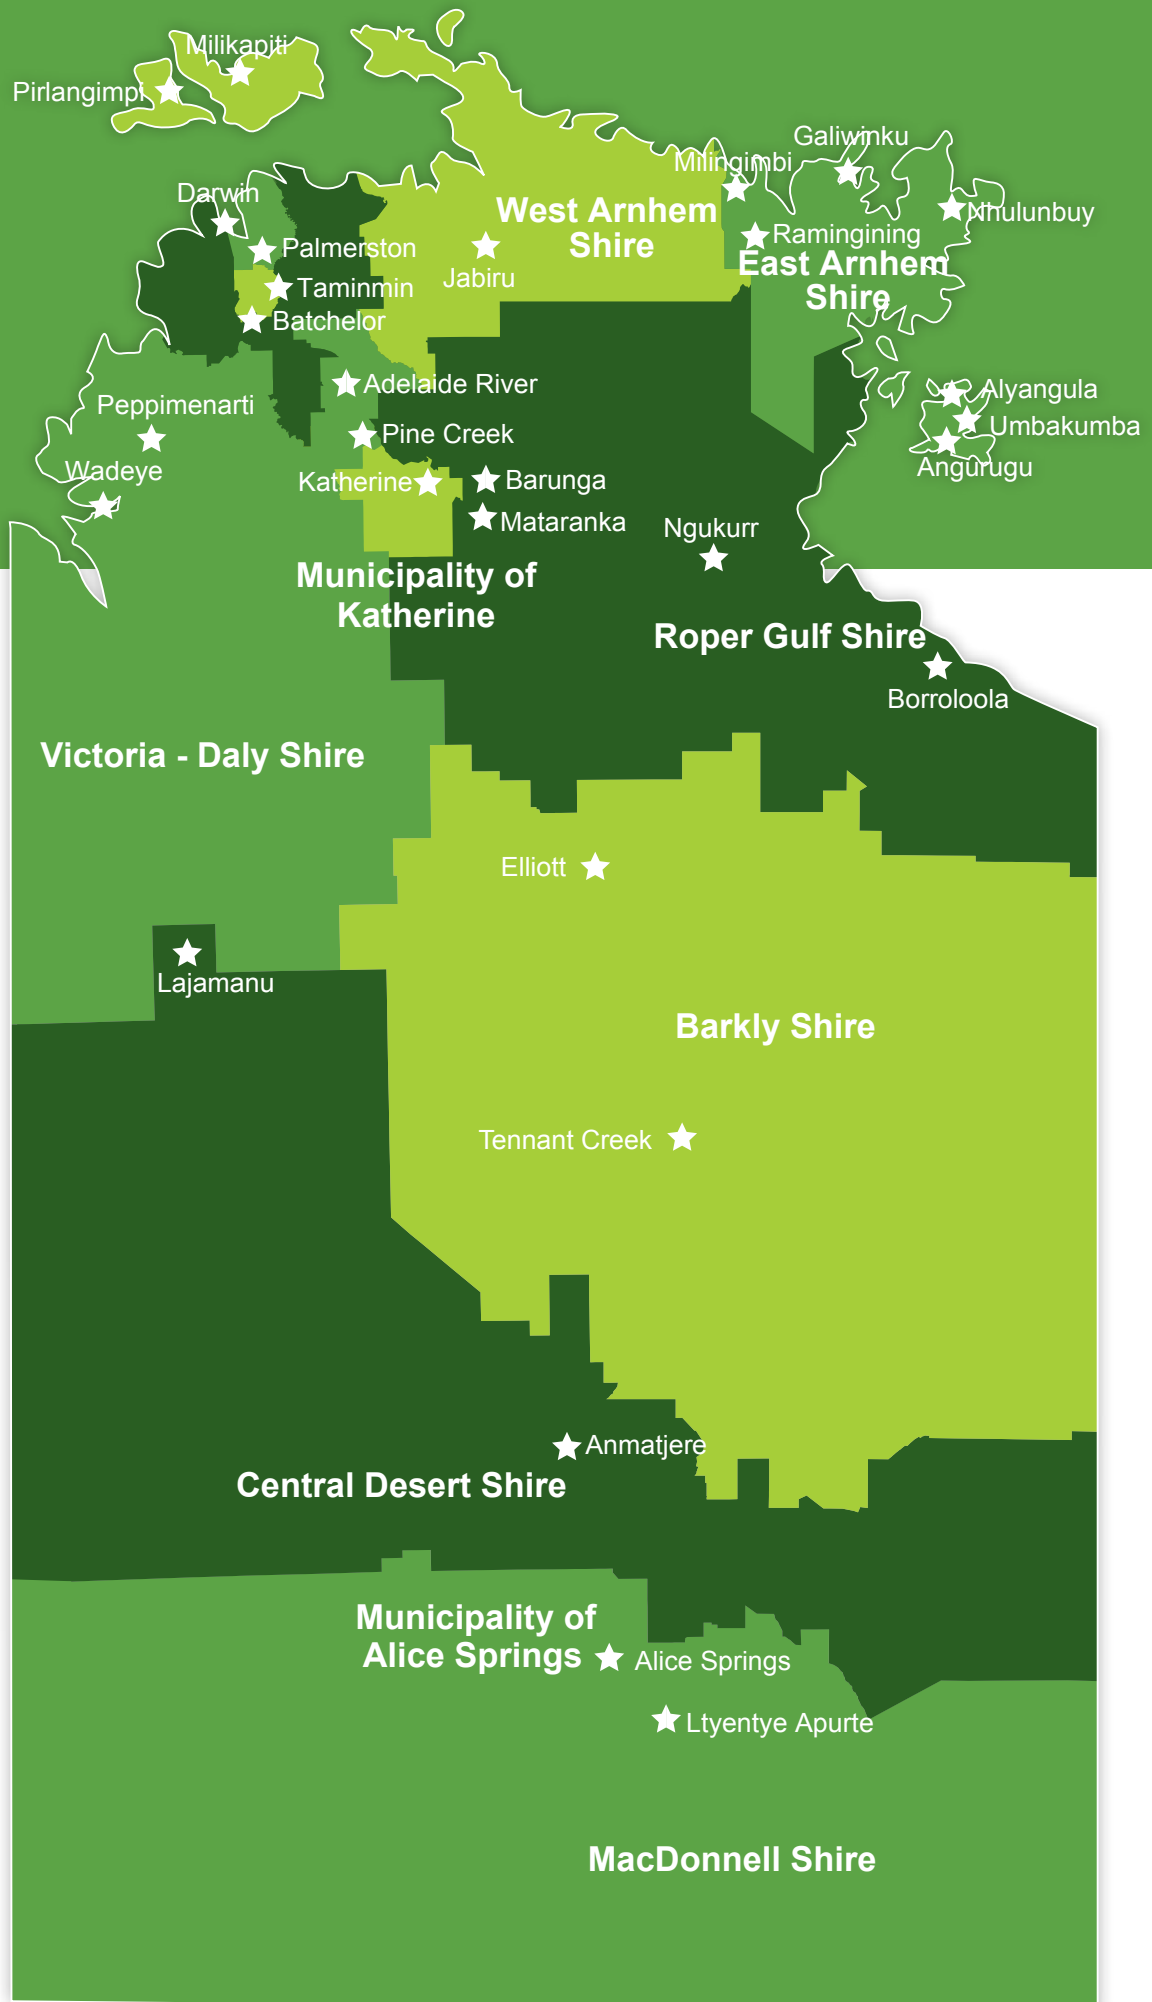 Milikapiti
Pirlangimpi
Galiwinku
Milingimbi
Darwin
West Arnhem
Shire
Nhulunbuy
Ramingining
Palmerston
East Arnhem
Shire
Jabiru
Taminmin
Batchelor
Adelaide River
Alyangula
Peppimenarti
Umbakumba
Pine Creek
Angurugu
Wadeye
Katherine
Barunga
Mataranka
Ngukurr
Municipality of
Katherine
Roper Gulf Shire
Borroloola
Victoria - Daly Shire
Elliott
Lajamanu
Barkly Shire
Tennant Creek
Anmatjere
Central Desert Shire
Municipality of
Alice Springs
Alice Springs
Ltyentye Apurte
MacDonnell Shire